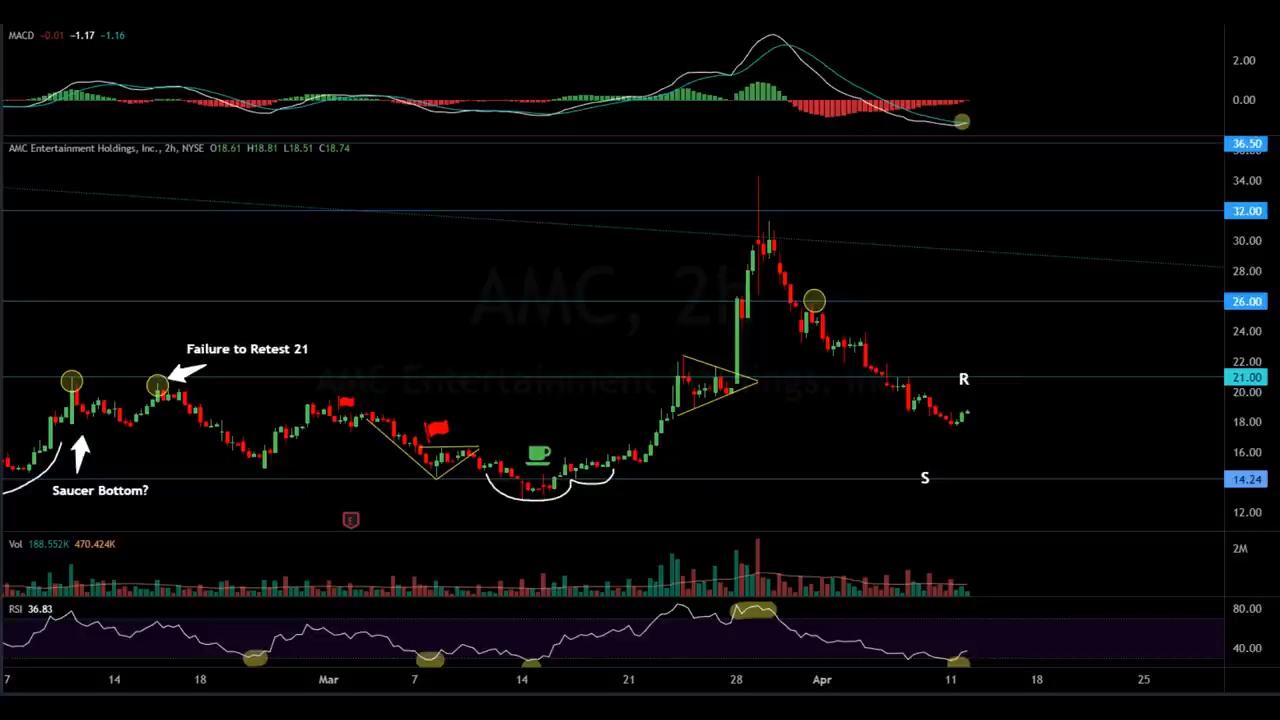 MACD -0.01 -1.17 -1.16
2.00
0.00
AMC Entertainment Holdings, Inc., 2h, NYSE O18.61 H18.81 L18.51 C18.74
36.50
34.00
32.00
30.00
28.00
AMC, 2h
26.00
24.00
Failure to Retest 21
22.00
AMC Entertainment Holdings, Inc.
R
21.00
20.00
18.00
16.00
Saucer Bottom?
S
14.24
12.00
E
Vol 188.552K 470.424K
2M
RSI 36.83
80.00
40.00
7 14 18 Mar 7 14 21 28 Apr 11 18 25